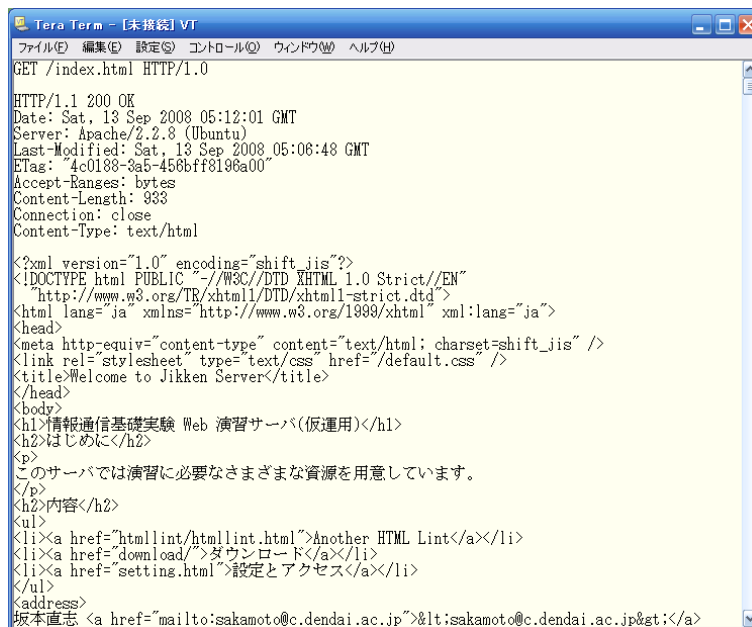 Tera Term - [未接続] VT
ファイル(F) 編集(E) 設定(S) コントロール(O) ウィンドウ(W) ヘルプ(H)
GET /index.html HTTP/1.0
HTTP/1.1 200 OK
Date: Sat, 13 Sep 2008 05:12:01 GMT
Server: Apache/2.2.8 (Ubuntu)
Last-Modified: Sat, 13 Sep 2008 05:06:48 GMT
ETag: "4c0188-3a5-456bff8196a00"
Accept-Ranges: bytes
Content-Length: 933
Connection: close
Content-Type: text/html
<?xml version="1.0" encoding="shift_jis"?>
<!DOCTYPE html PUBLIC "-//W3C//DTD XHTML 1.0 Strict//EN"
"http://www.w3.org/TR/xhtml1/DTD/xhtml1-strict.dtd">
<html lang="ja" xmlns="http://www.w3.org/1999/xhtml" xml:lang="ja">
<head>
<meta http-equiv="content-type" content="text/html; charset=shift_jis" />
<link rel="stylesheet" type="text/css" href="/default.css" />
<title>Welcome to Jikken Server</title>
</head>
<body>
<h1>情報通信基礎実験 Web 演習サーバ(仮運用)</h1>
<h2>はじめに</h2>
<p>
このサーバでは演習に必要なさまざまな資源を用意しています。
</p>
<h2>内容</h2>
<ul>
<li><a href="htmllint/htmllint.html">Another HTML Lint</a></li>
<li><a href="download/">ダウンロード</a></li>
<li><a href="setting.html">設定とアクセス</a></li>
</ul>
<address>
坂本直志 <a href="mailto:sakamoto@c.dendai.ac.jp">&lt;sakamoto@c.dendai.ac.jp&gt;</a>